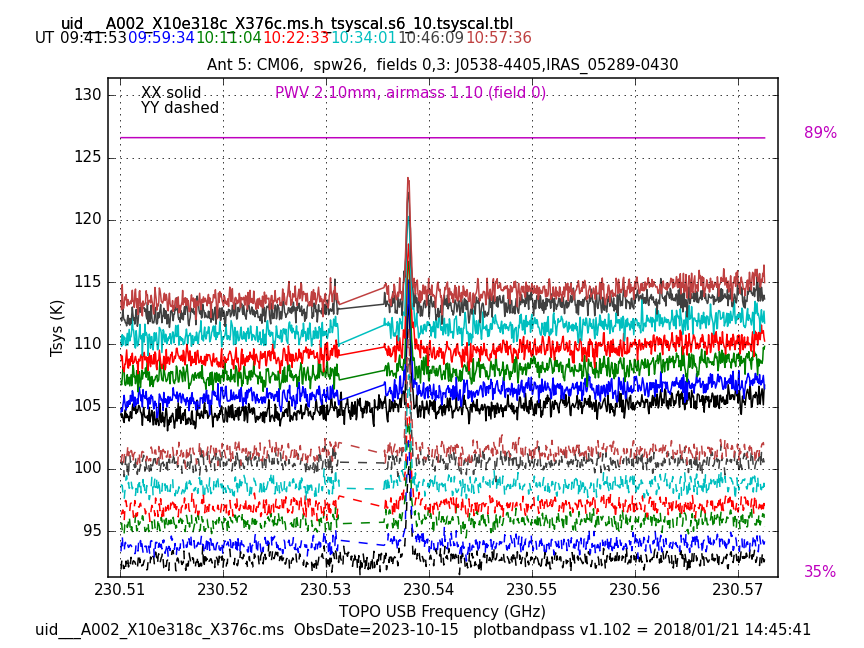 uid___A002_X10e318c_X376c.ms.h_tsyscal.s6_10.tsyscal.tbl
UT 09:41:53 09:59:34 10:11:04 10:22:33 10:34:01 10:46:09 10:57:36
Ant 5: CM06,  spw26,  fields 0,3: J0538-4405,IRAS_05289-0430
XX solid
PWV 2.10mm, airmass 1.10 (field 0)
YY dashed
130
89%
125
120
115
110
105
100
95
35%
Tsys (K)
230.51 230.52 230.53 230.54 230.55 230.56 230.57
TOPO USB Frequency (GHz)
uid___A002_X10e318c_X376c.ms  ObsDate=2023-10-15   plotbandpass v1.102 = 2018/01/21 14:45:41